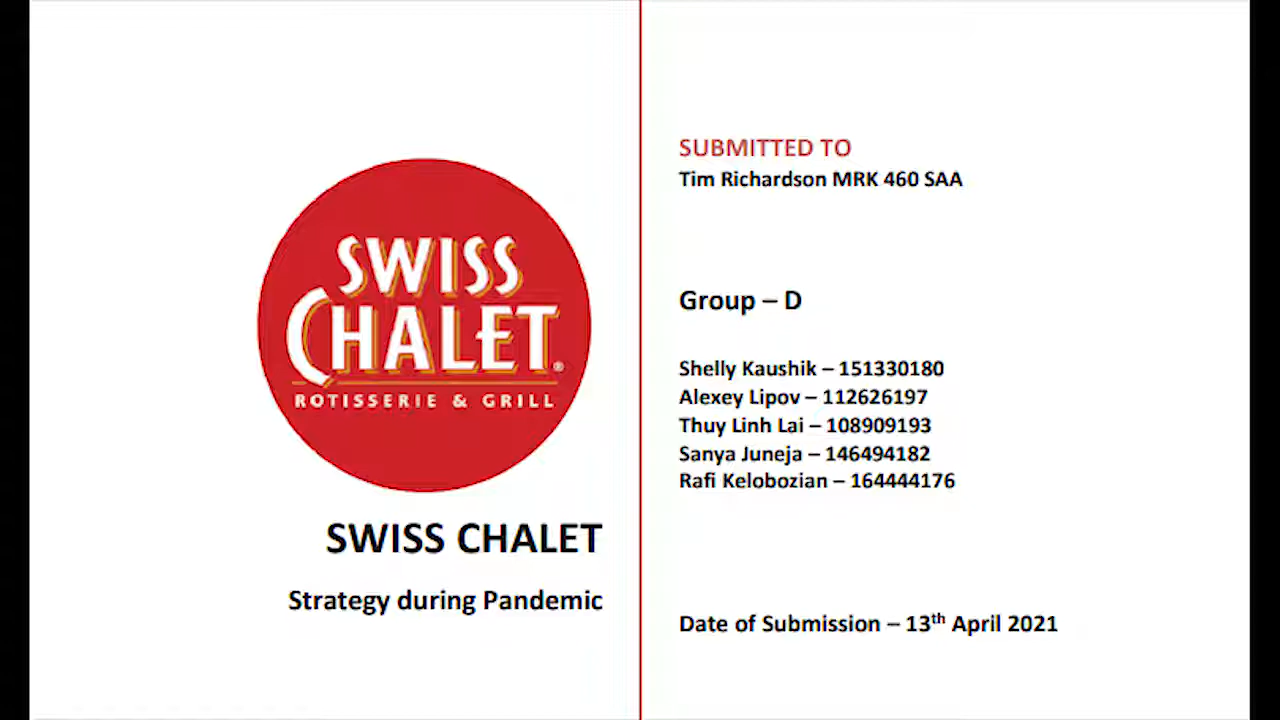 SWISS
CHALET®
ROTISSERIE & GRILL
SWISS CHALET
Strategy during Pandemic
SUBMITTED TO
Tim Richardson MRK 460 SAA
Group – D
Shelly Kaushik – 151330180
Alexey Lipov – 112626197
Thuy Linh Lai – 108909193
Sanya Juneja – 146494182
Rafi Kelobozian – 164444176
Date of Submission – 13th April 2021